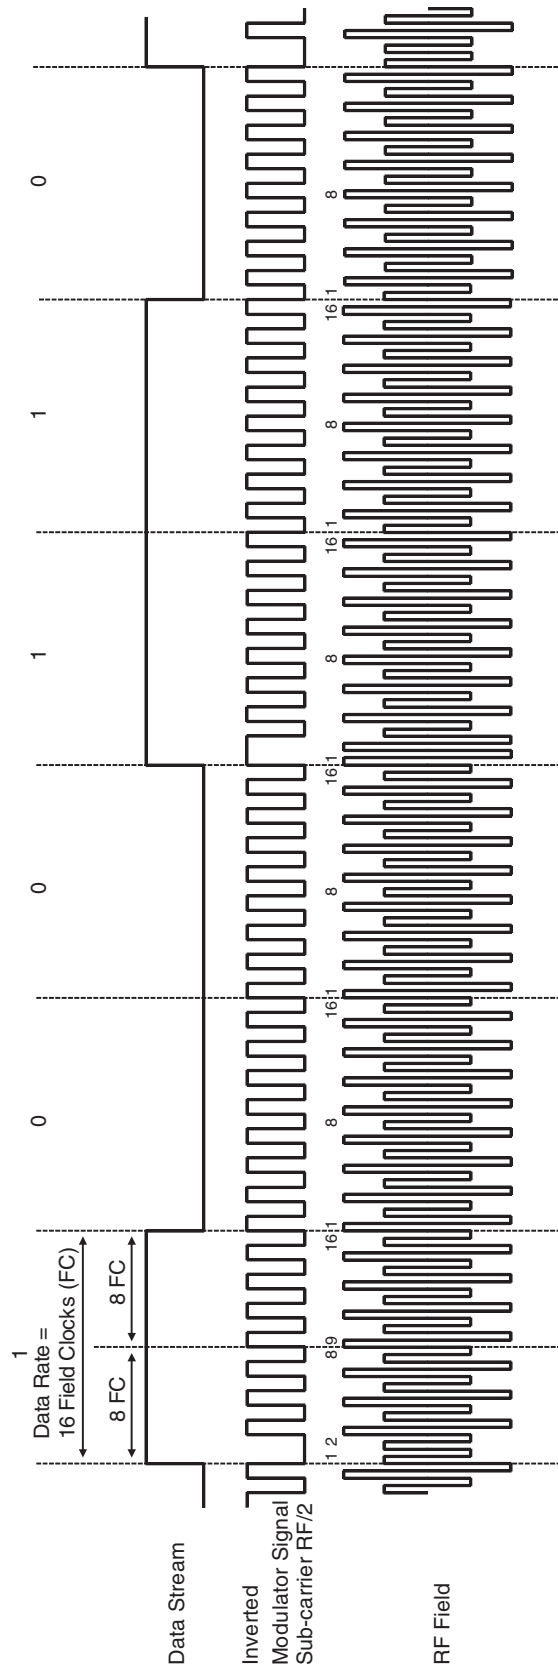 1 0 0 1 1 0
Data Rate =
16 Field Clocks (FC)
8 FC 8 FC
Data Stream
Inverted
Modulator Signal
Sub-carrier RF/2
1 2 8 9 16 1 8 16 1 8 16 1 8 16 1 8 16 1 8
RF Field